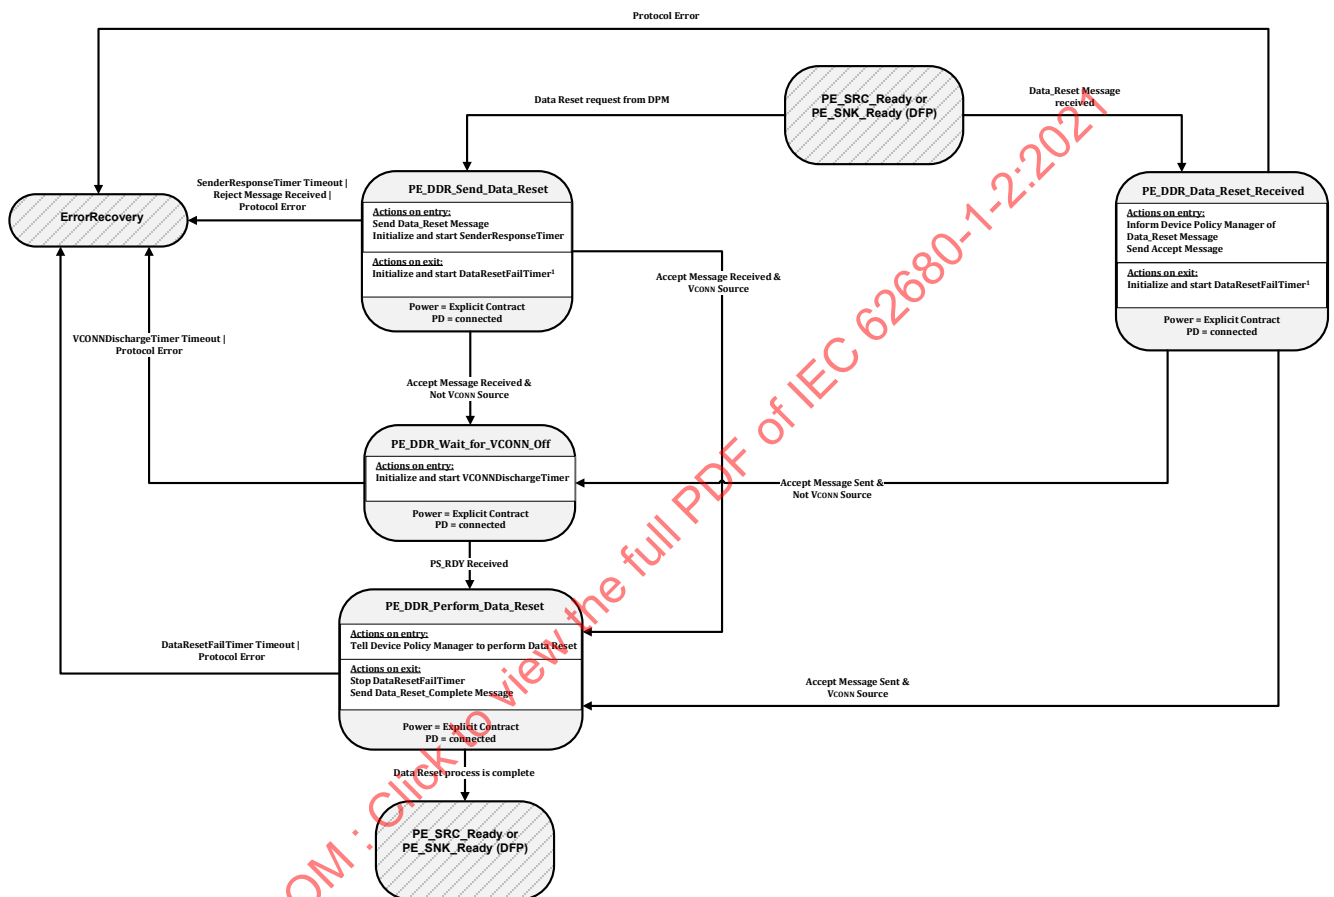 Protocol Error
PE_SRC_Ready or
PE_SNK_Ready (DFP)
Data Reset request from DPM
Data_Reset Message
received
PE_DDR_Send_Data_Reset
Actions on entry:
Send Data_Reset Message
Initialize and start SenderResponseTimer
Actions on exit:
Initialize and start DataResetFailTimer¹
Power = Explicit Contract
PD = connected
PE_DDR_Data_Reset_Received
Actions on entry:
Inform Device Policy Manager of
Data_Reset Message
Send Accept Message
Actions on exit:
Initialize and start DataResetFailTimer¹
Power = Explicit Contract
PD = connected
SenderResponseTimer Timeout |
Reject Message Received |
Protocol Error
ErrorRecovery
Accept Message Received &
VCONN Source
VCONNDischargeTimer Timeout |
Protocol Error
Accept Message Received &
Not VCONN Source
PE_DDR_Wait_for_VCONN_Off
Actions on entry:
Initialize and start VCONNDischargeTimer
Power = Explicit Contract
PD = connected
Accept Message Sent &
Not VCONN Source
PS_RDY Received
PE_DDR_Perform_Data_Reset
Actions on entry:
Tell Device Policy Manager to perform Data Reset
Actions on exit:
Stop DataResetFailTimer
Send Data_Reset_Complete Message
Power = Explicit Contract
PD = connected
DataResetFailTimer Timeout |
Protocol Error
Accept Message Sent &
VCONN Source
Data Reset process is complete
PE_SRC_Ready or
PE_SNK_Ready (DFP)
OM : Click to view the full PDF of IEC 62680-1-2:2021